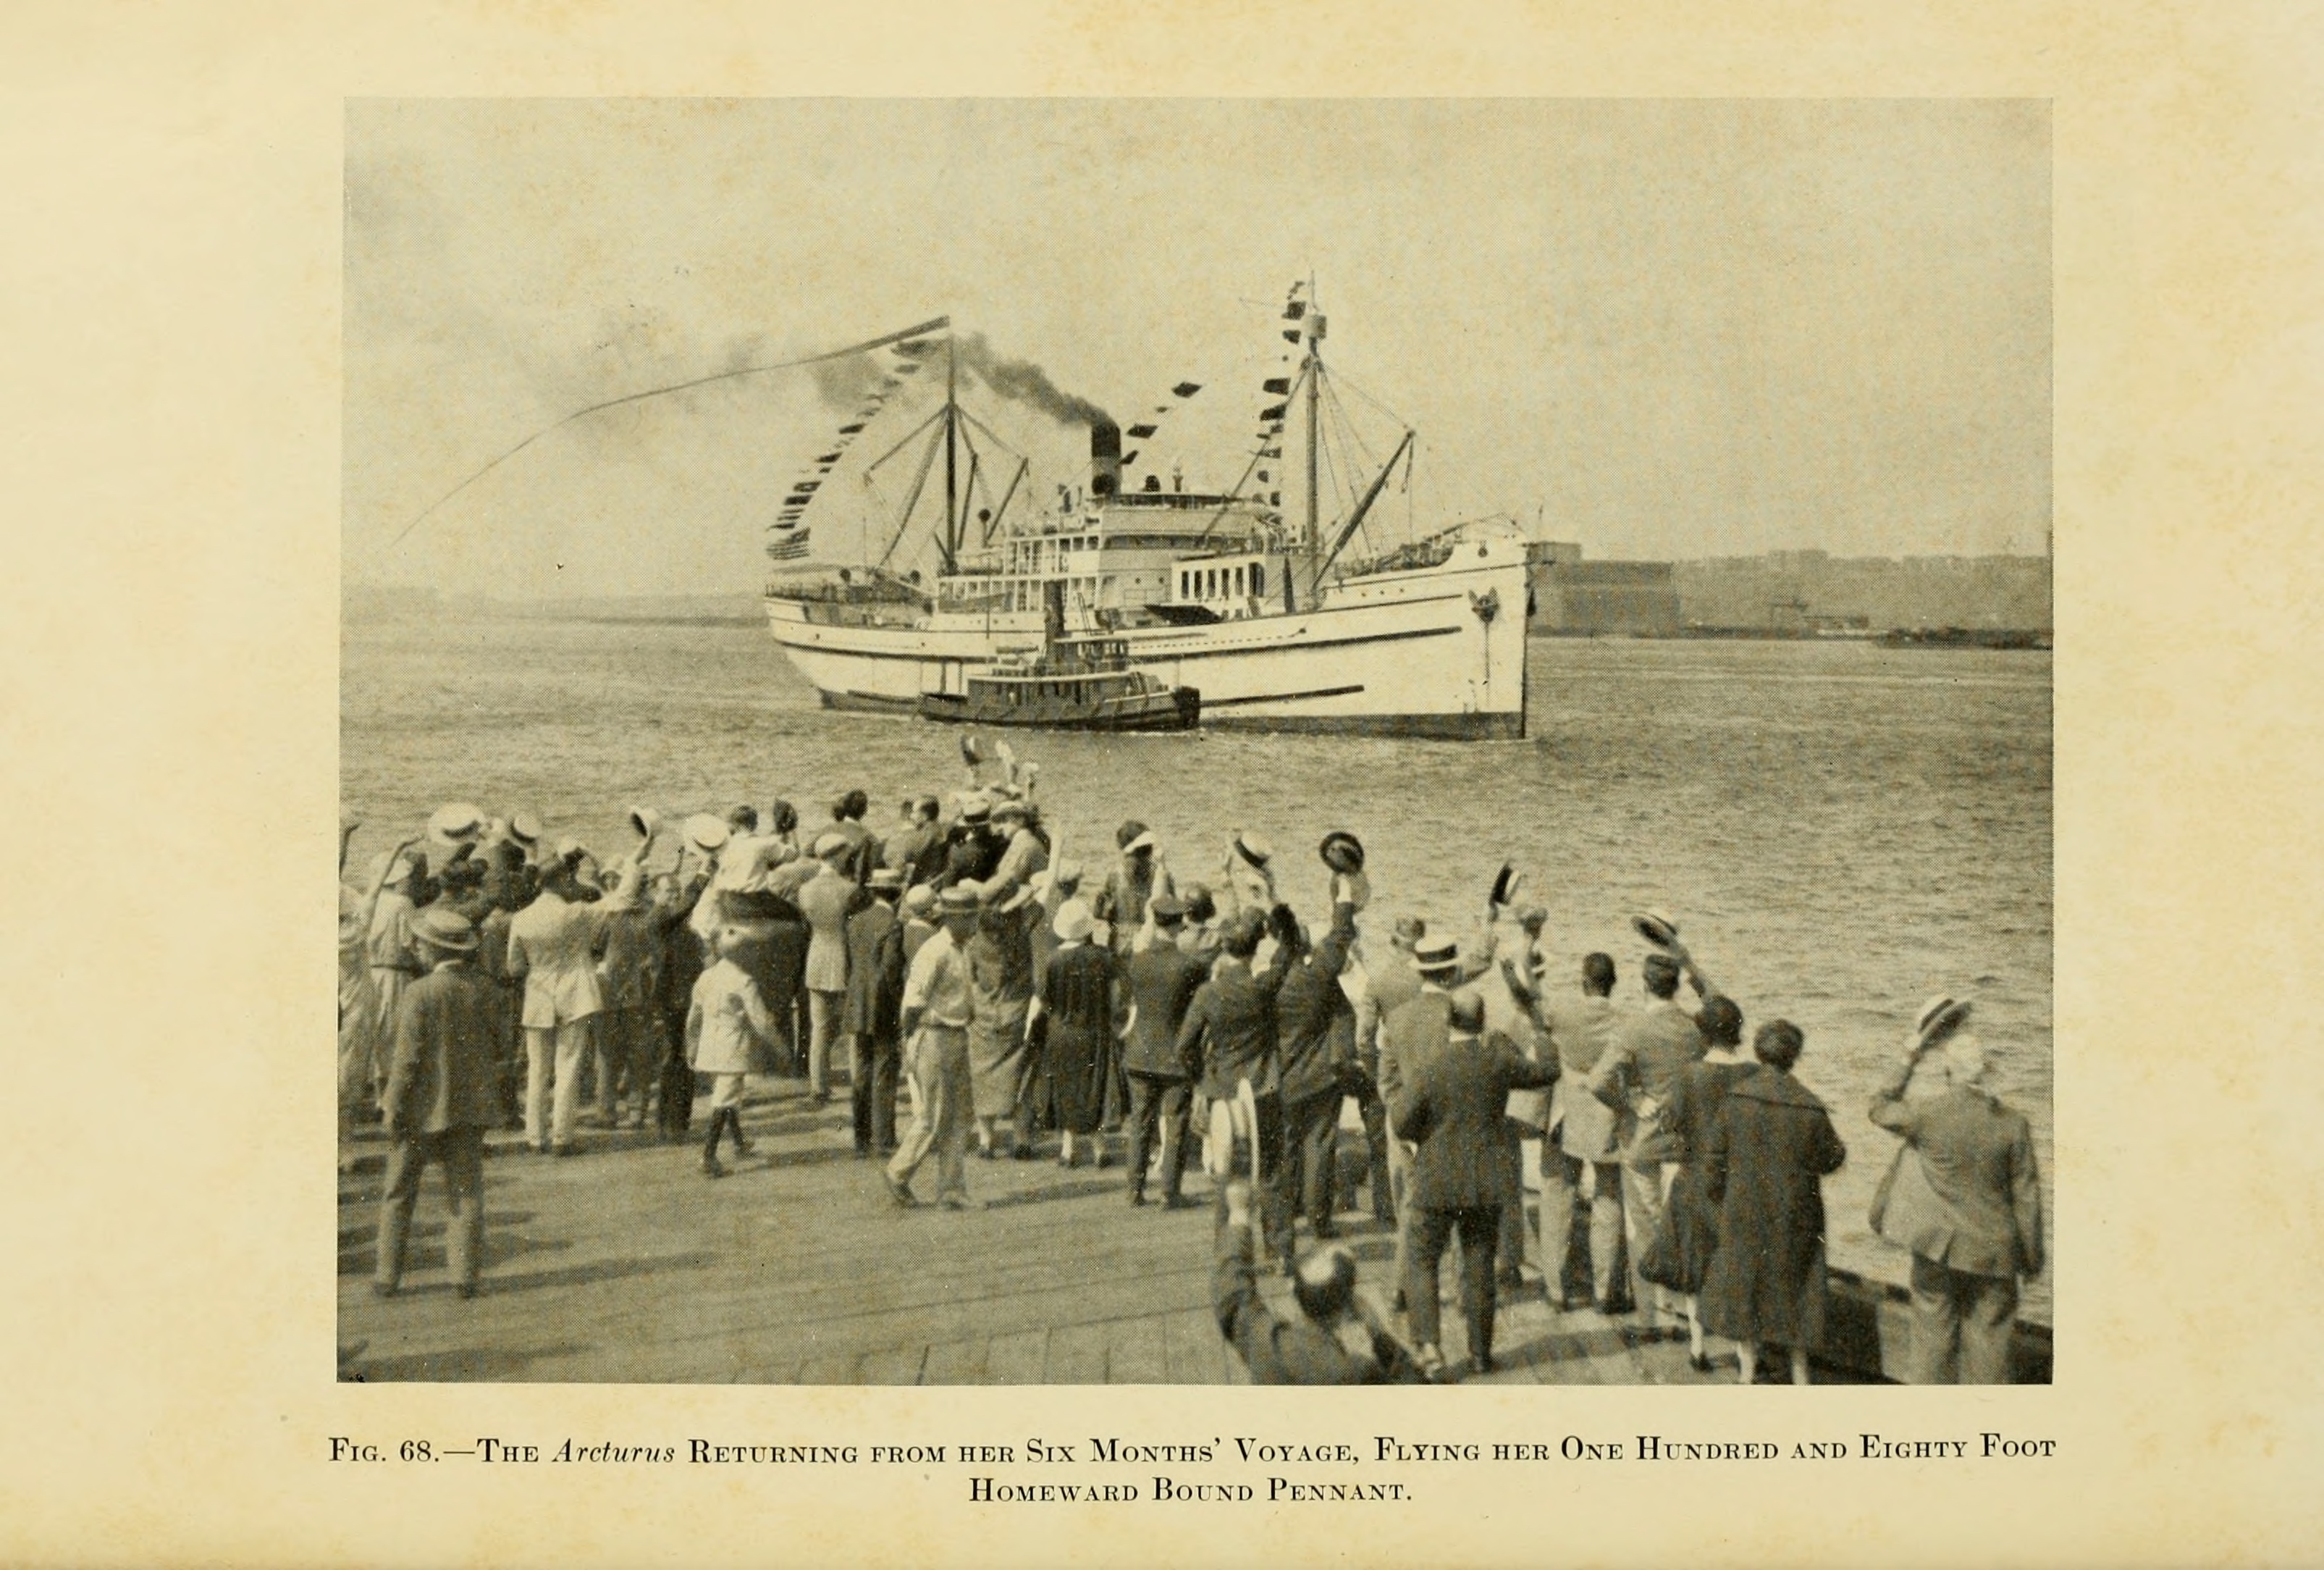 FIG. 68.—THE Arcturus RETURNING FROM HER SIX MONTHS' VOYAGE, FLYING HER ONE HUNDRED AND EIGHTY FOOT
HOMEWARD BOUND PENNANT.